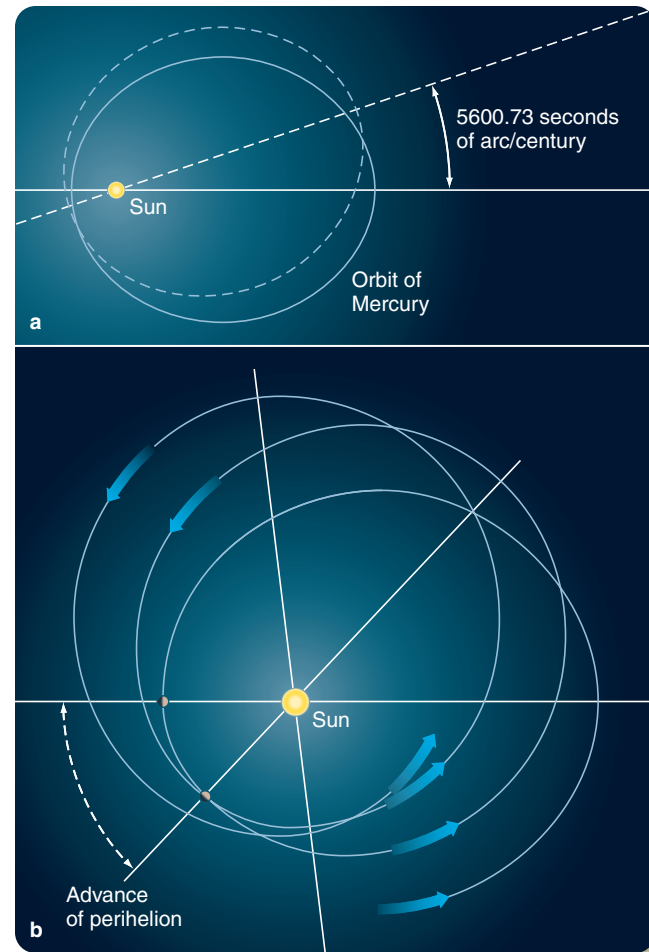 5600.73 seconds
of arc/century
Sun
Orbit of
Mercury
a
Sun
Advance
of perihelion
b